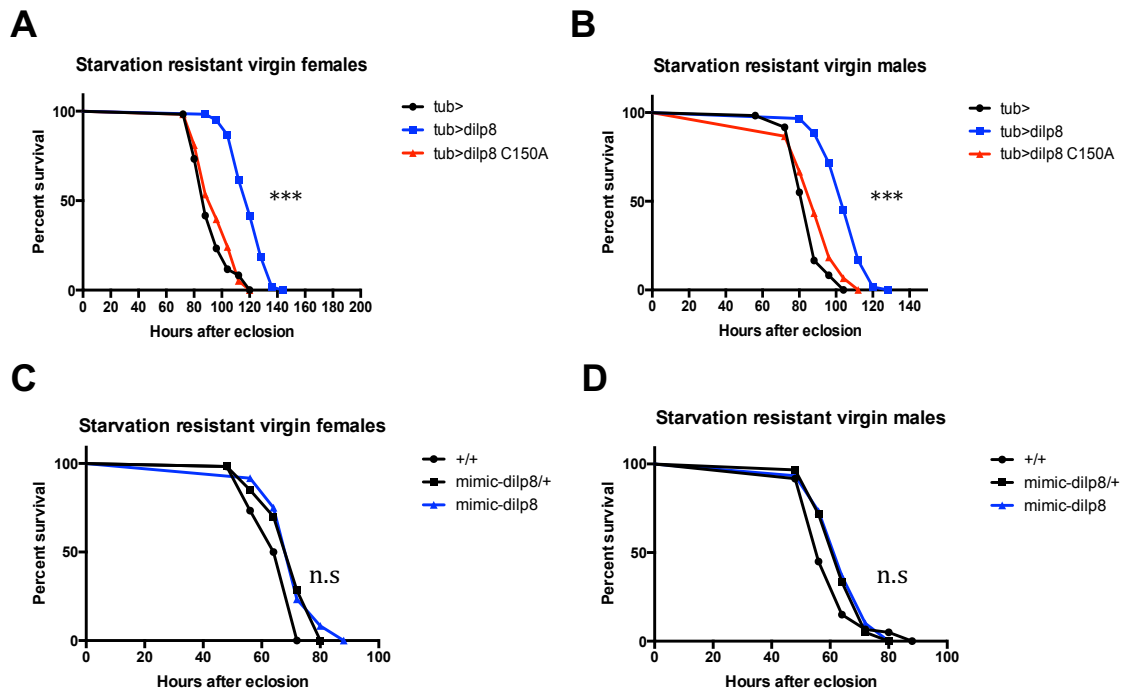 A
Starvation resistant virgin females
Percent survival
100
50
0
0 20 40 60 80 100 120 140 160 180 200
Hours after eclosion
tub>
tub>dilp8
tub>dilp8 C150A
***
B
Starvation resistant virgin males
Percent survival
100
50
0
0 20 40 60 80 100 120 140
Hours after eclosion
tub>
tub>dilp8
tub>dilp8 C150A
***
C
Starvation resistant virgin females
Percent survival
100
50
0
0 20 40 60 80 100
Hours after eclosion
+/+
mimic-dilp8/+
mimic-dilp8
n.s
D
Starvation resistant virgin males
Percent survival
100
50
0
0 20 40 60 80 100
Hours after eclosion
+/+
mimic-dilp8/+
mimic-dilp8
n.s